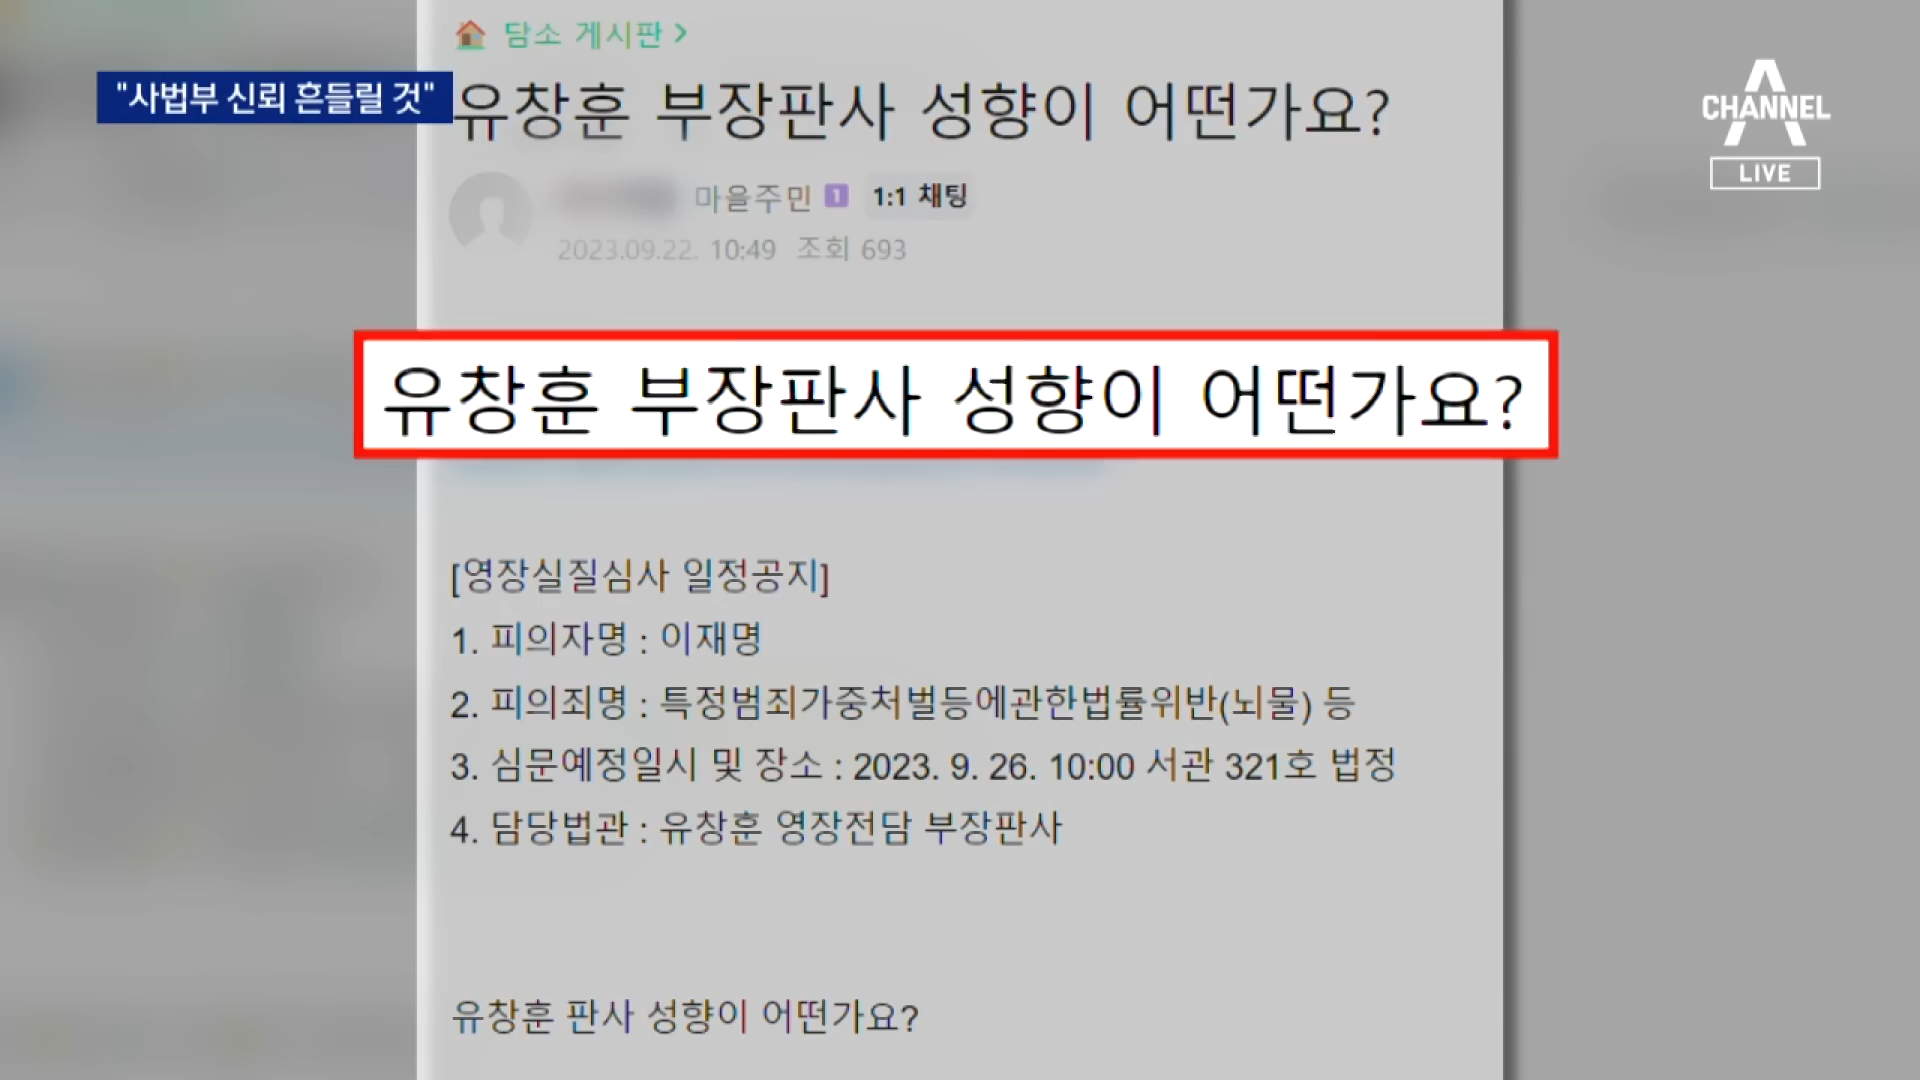 담소 게시판 >
"사법부 신뢰 흔들릴 것"
유창훈 부장판사 성향이 어떤가요?
CHANNEL A
LIVE
마을주민 1 1:1 채팅
2023.09.22. 10:49 조회 693
유창훈 부장판사 성향이 어떤가요?
[영장실질심사 일정공지]
1. 피의자명 : 이재명
2. 피의죄명 : 특정범죄가중처벌등에관한법률위반(뇌물) 등
3. 심문예정일시 및 장소 : 2023. 9. 26. 10:00 서관 321호 법정
4. 담당법관 : 유창훈 영장전담 부장판사
유창훈 판사 성향이 어떤가요?